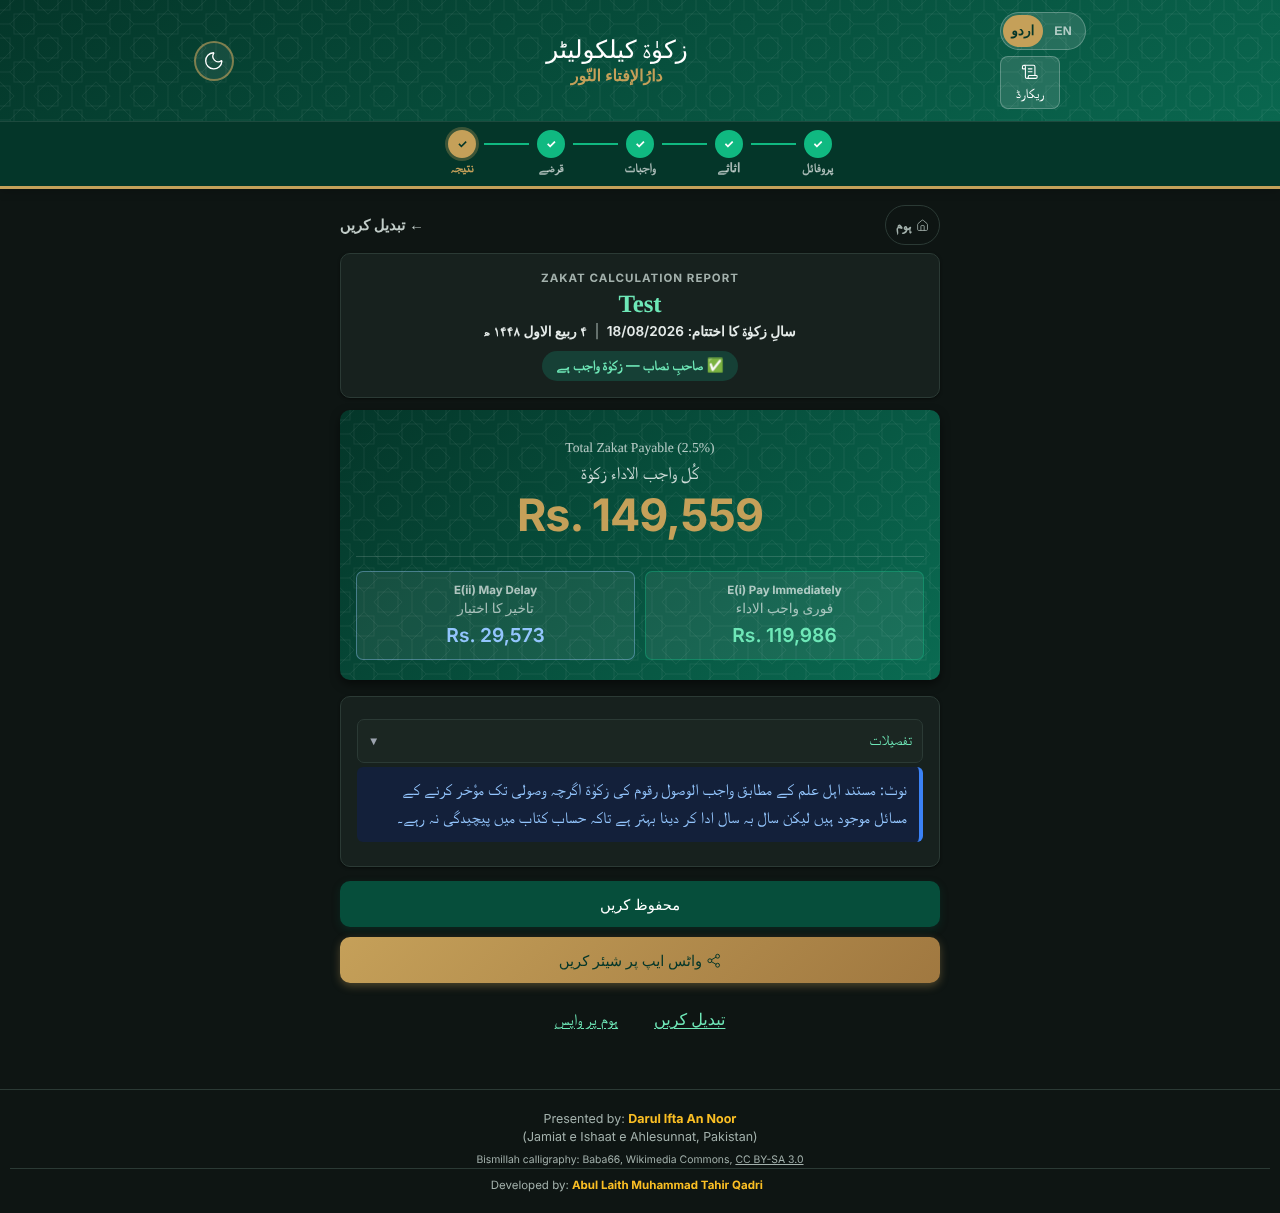 اردو EN
ریکارڈ
زکوٰۃ کیلکولیٹر
دارُالإفتاء النّور
پروفائل
اثاثے
واجبات
قرضے
نتیجہ
ہوم
← تبدیل کریں
ZAKAT CALCULATION REPORT
Test
سالِ زکوٰۃ کا اختتام: 18/08/2026 | ۴ ربیع الاول ۱۴۴۸ ھ
✅ صاحبِ نصاب — زکوٰۃ واجب ہے
Total Zakat Payable (2.5%)
کُل واجب الاداء زکوٰۃ
Rs. 149,559
E(i) Pay Immediately
فوری واجب الاداء
Rs. 119,986
E(ii) May Delay
تاخیر کا اختیار
Rs. 29,573
تفصیلات ▾
نوٹ: مستند اہل علم کے مطابق واجب الوصول رقوم کی زکوٰۃ اگرچہ وصولی تک مؤخر کرنے کے
مسائل موجود ہیں لیکن سال بہ سال ادا کر دینا بہتر ہے تاکہ حساب کتاب میں پیچیدگی نہ رہے۔
محفوظ کریں
واٹس ایپ پر شیئر کریں
تبدیل کریں
ہوم پر واپس
Presented by: Darul Ifta An Noor
(Jamiat e Ishaat e Ahlesunnat, Pakistan)
Bismillah calligraphy: Baba66, Wikimedia Commons, CC BY-SA 3.0
Developed by: Abul Laith Muhammad Tahir Qadri